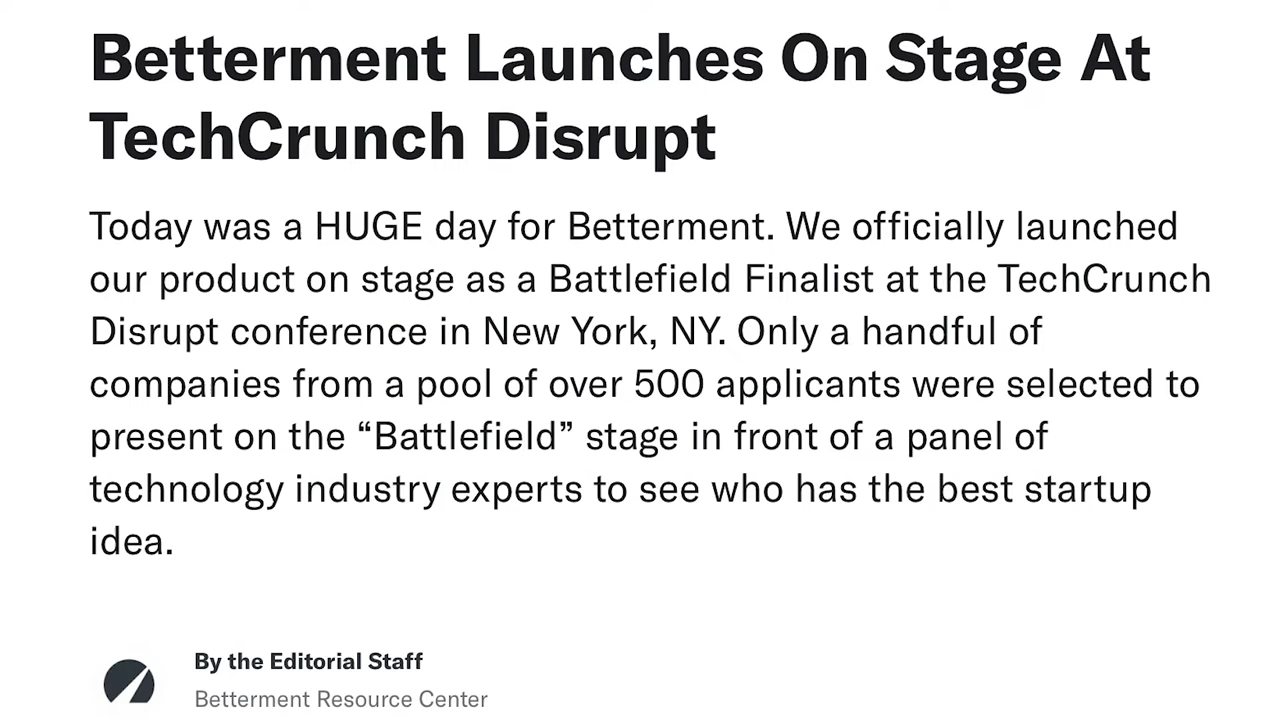 Betterment Launches On Stage At
TechCrunch Disrupt
Today was a HUGE day for Betterment. We officially launched
our product on stage as a Battlefield Finalist at the TechCrunch
Disrupt conference in New York, NY. Only a handful of
companies from a pool of over 500 applicants were selected to
present on the “Battlefield” stage in front of a panel of
technology industry experts to see who has the best startup
idea.
By the Editorial Staff
Betterment Resource Center